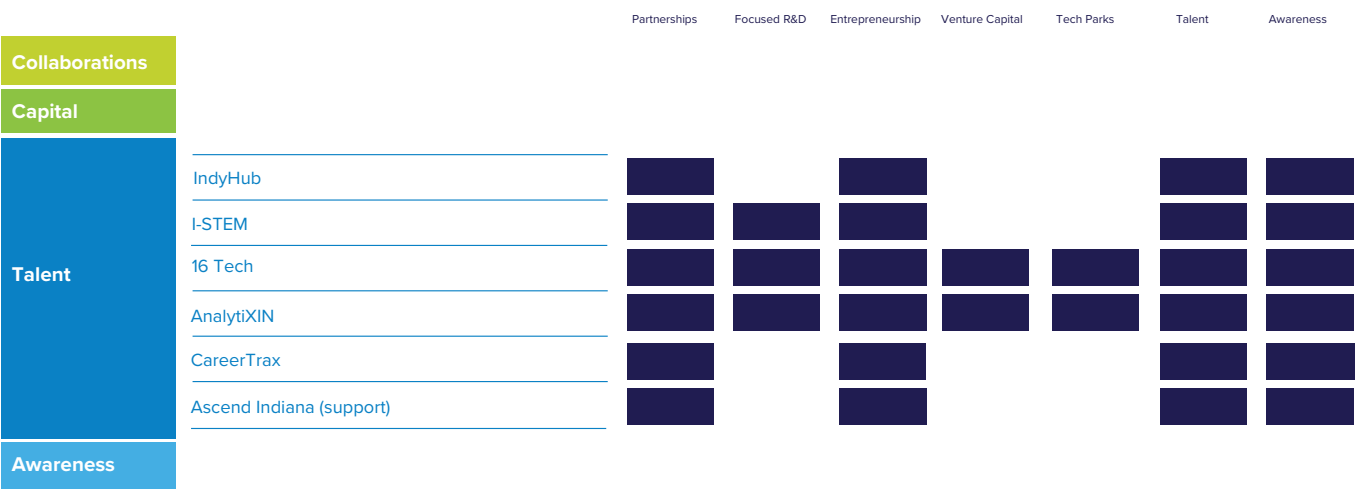 Partnerships Focused R&D Entrepreneurship Venture Capital Tech Parks Talent Awareness
Collaborations
Capital
Talent
IndyHub
I-STEM
16 Tech
AnalytiXIN
CareerTrax
Ascend Indiana (support)
Awareness